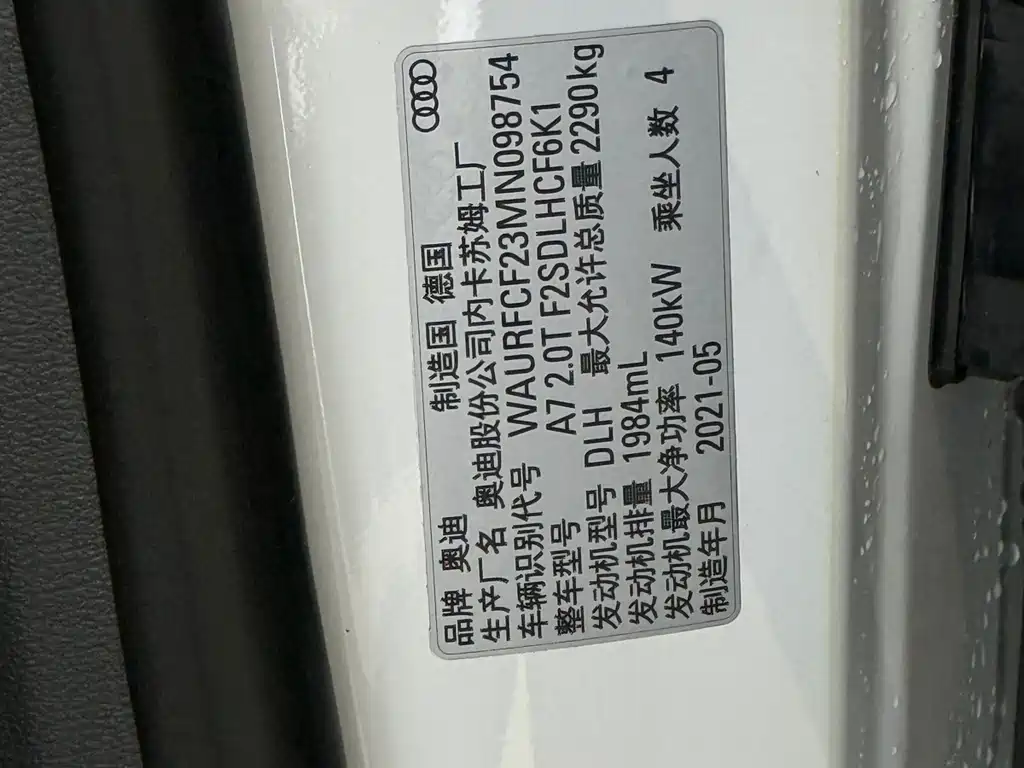 品牌 奥迪 制造国 德国
生产厂名 奥迪股份公司内卡苏姆工厂
车辆识别代号 WAURFCF23MN098754
整车型号 A7 2.0T F2SDLHCF6K1
发动机型号 DLH 最大允许总质量 2290kg
发动机排量 1984mL
发动机最大净功率 140kW 乘坐人数 4
制造年月 2021-05